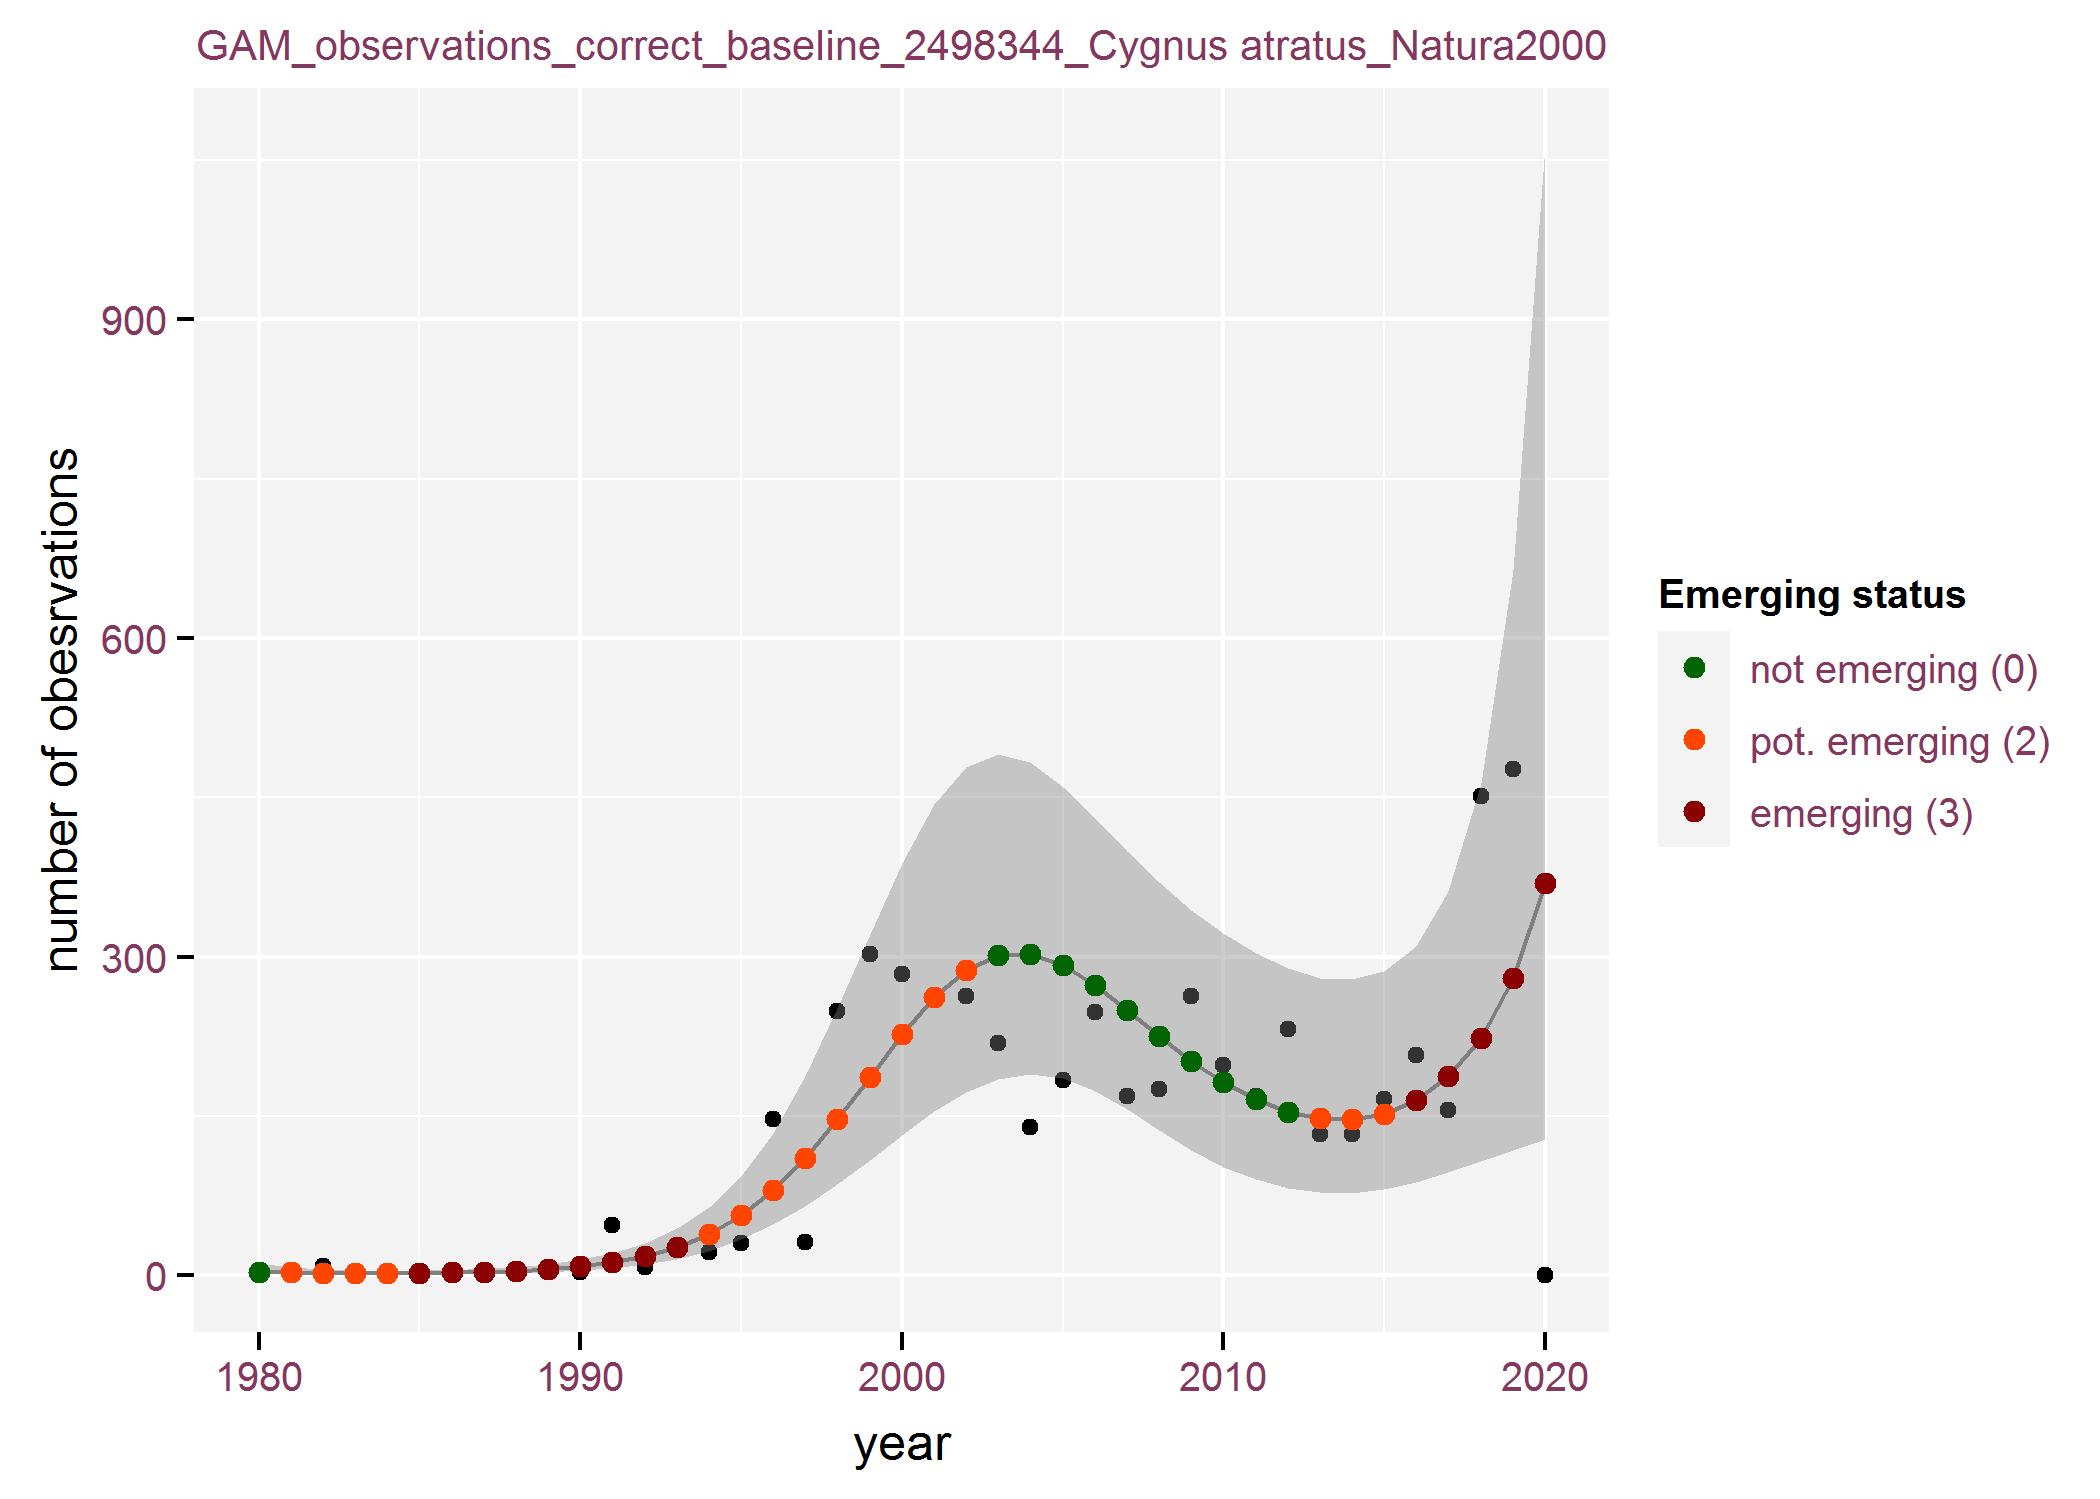 GAM_observations_correct_baseline_2498344_Cygnus atratus_Natura2000
number of obesrvations
900
600
300
0
1980 1990 2000 2010 2020
year
Emerging status
not emerging (0)
pot. emerging (2)
emerging (3)